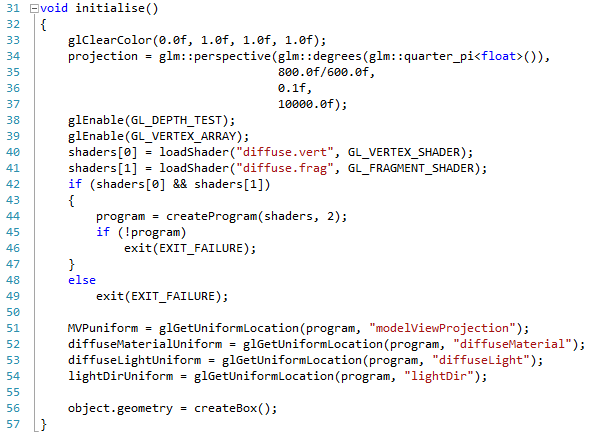 31 void initialise()
32 {
33 glClearColor(0.0f, 1.0f, 1.0f, 1.0f);
34 projection = glm::perspective(glm::degrees(glm::quarter_pi<float>()),
35 800.0f/600.0f,
36 0.1f,
37 10000.0f);
38 glEnable(GL_DEPTH_TEST);
39 glEnable(GL_VERTEX_ARRAY);
40 shaders[0] = loadShader("diffuse.vert", GL_VERTEX_SHADER);
41 shaders[1] = loadShader("diffuse.frag", GL_FRAGMENT_SHADER);
42 if (shaders[0] && shaders[1])
43 {
44 program = createProgram(shaders, 2);
45 if (!program)
46 exit(EXIT_FAILURE);
47 }
48 else
49 exit(EXIT_FAILURE);
50
51 MVPuniform = glGetUniformLocation(program, "modelViewProjection");
52 diffuseMaterialUniform = glGetUniformLocation(program, "diffuseMaterial");
53 diffuseLightUniform = glGetUniformLocation(program, "diffuseLight");
54 lightDirUniform = glGetUniformLocation(program, "lightDir");
55
56 object.geometry = createBox();
57 }